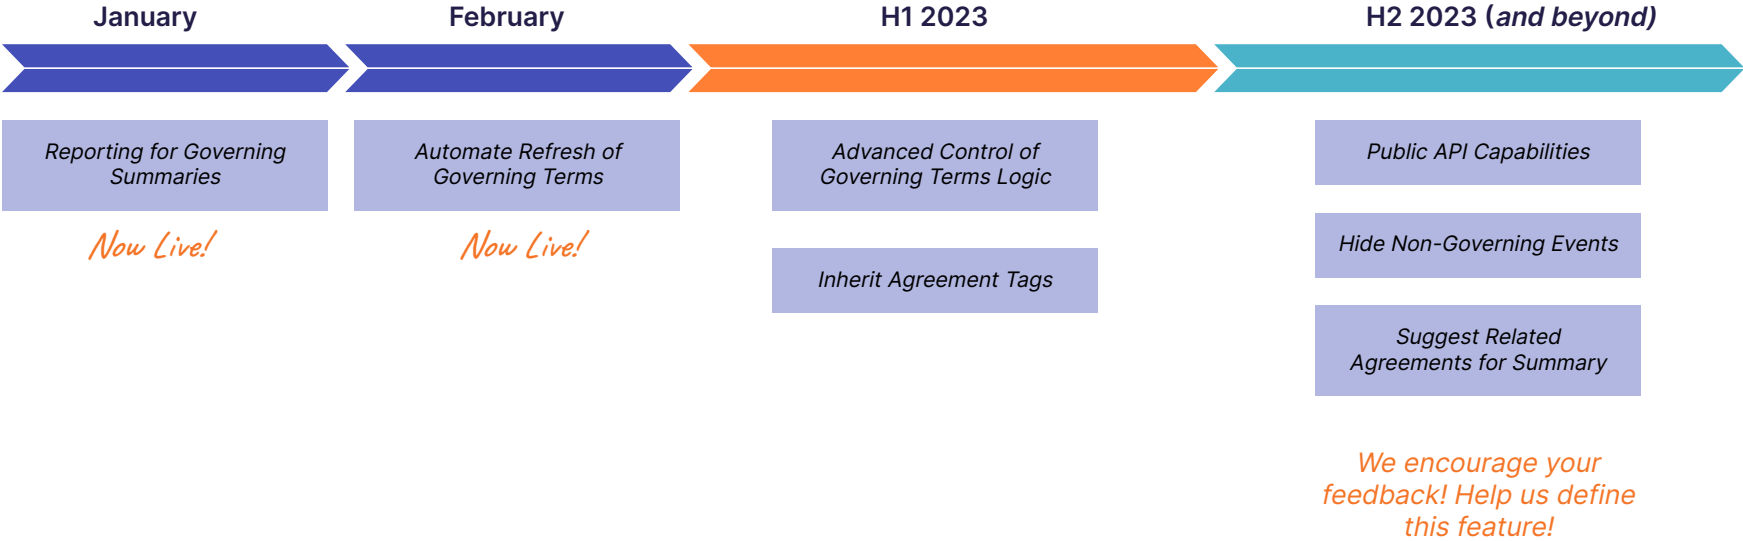 January
February
H1 2023
H2 2023 (and beyond)
Reporting for Governing
Summaries
Now Live!
Automate Refresh of
Governing Terms
Now Live!
Advanced Control of
Governing Terms Logic
Inherit Agreement Tags
Public API Capabilities
Hide Non-Governing Events
Suggest Related
Agreements for Summary
We encourage your
feedback! Help us define
this feature!